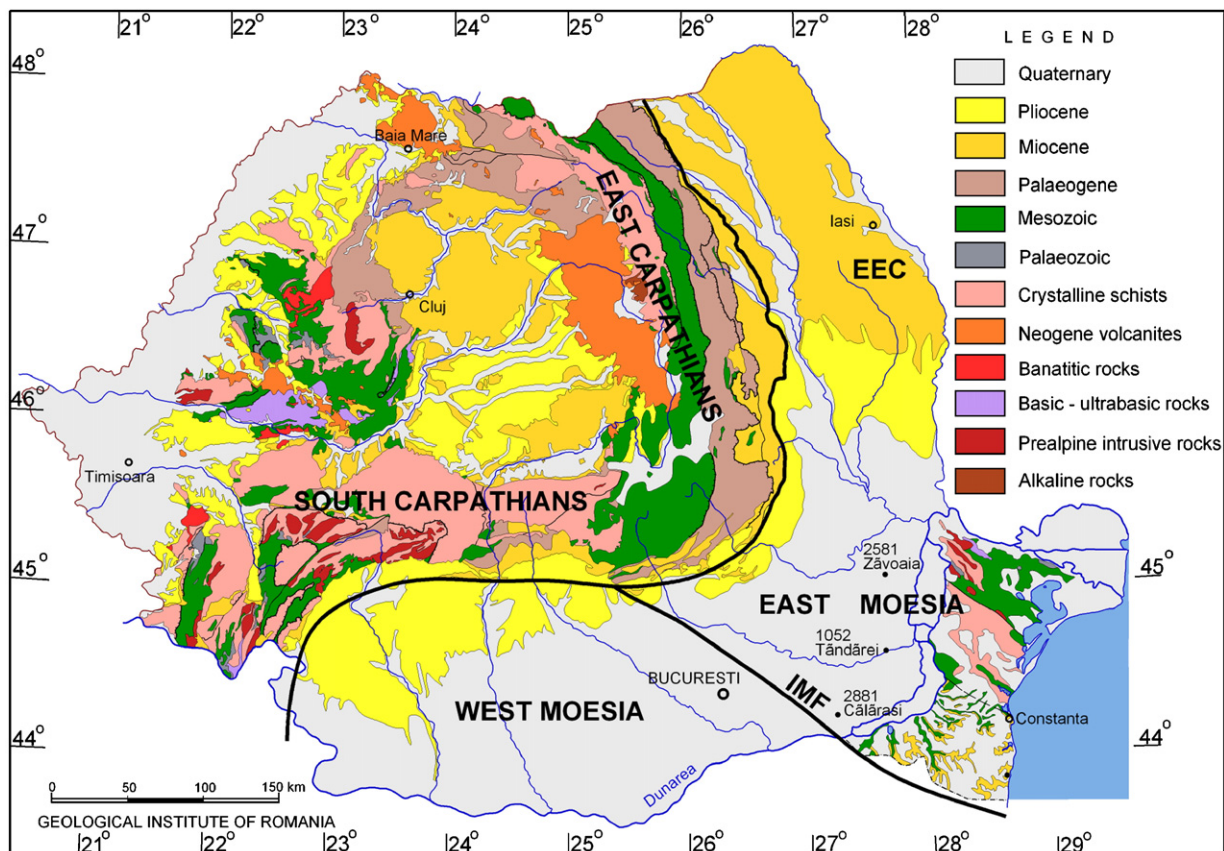 21° 22° 23° 24° 25° 26° 27° 28°
LEGEND
48°
Quaternary
Pliocene
Baia Mare
Miocene
Palaeogene
EAST CARPATHIANS
Mesozoic
Iasi
47°
EEC
Palaeozoic
Crystalline schists
Cluj
Neogene volcanites
Banatitic rocks
46°
Basic - ultrabasic rocks
Prealpine intrusive rocks
Timisoara
Alkaline rocks
SOUTH CARPATHIANS
2581
Zăvoaia
45° 45°
EAST MOESIA
1052
Tăndărei
BUCURESTI
IMF
2881
Călărasi
WEST MOESIA
Constanta
44° 44°
Dunarea
0 50 100 150 km
GEOLOGICAL INSTITUTE OF ROMANIA
21° 22° 23° 24° 25° 26° 27° 28° 29°